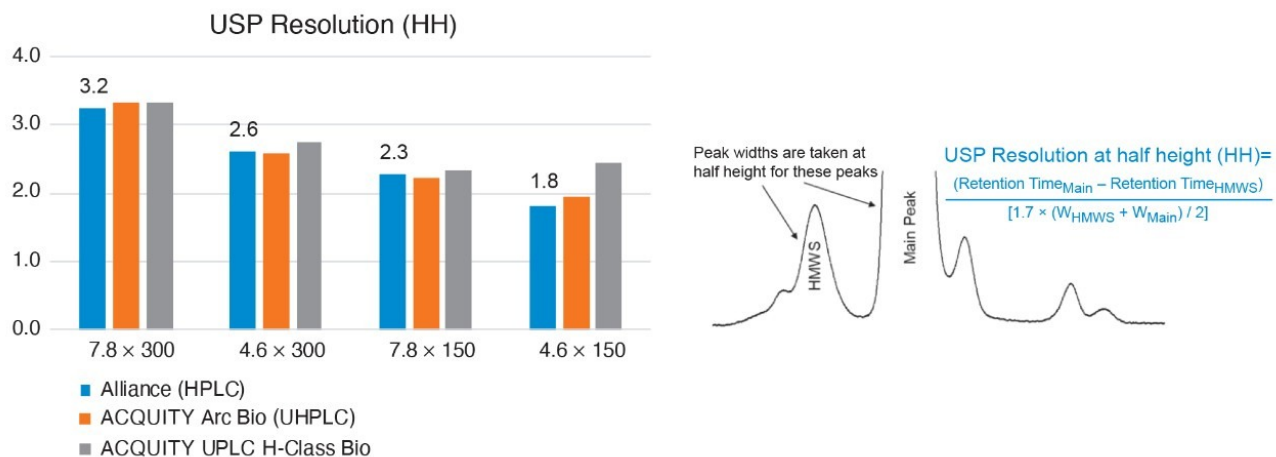 USP Resolution (HH)
4.0
3.0
2.0
1.0
0.0
3.2
2.6
2.3
1.8
7.8 × 300
4.6 × 300
7.8 × 150
4.6 × 150
Alliance (HPLC)
ACQUITY Arc Bio (UHPLC)
ACQUITY UPLC H-Class Bio
Peak widths are taken at
half height for these peaks
HMWS
Main Peak
USP Resolution at half height (HH)=
(Retention TimeMain – Retention TimeHMWS)
[1.7 × (WHMWS + WMain) / 2]